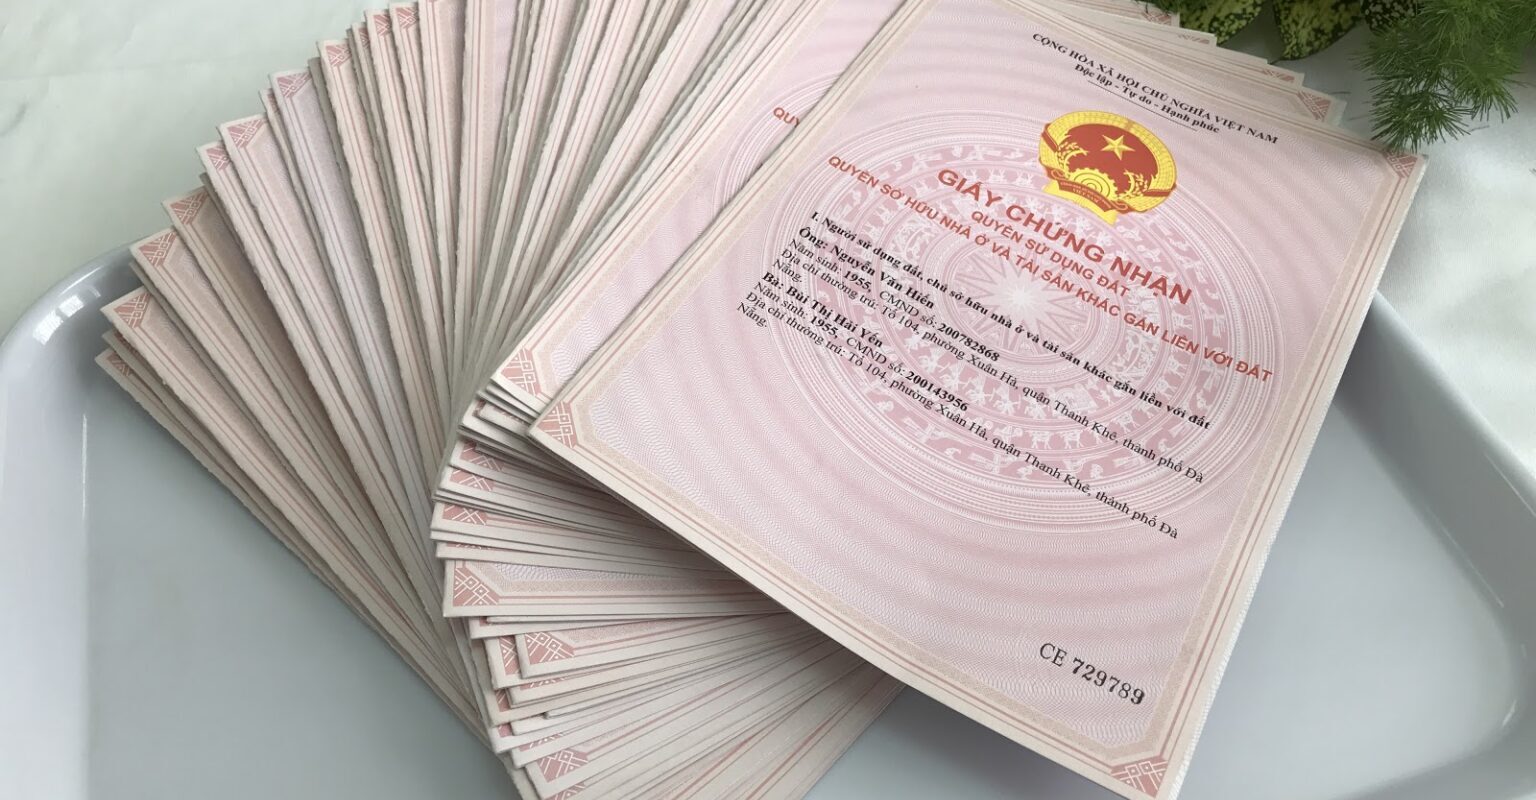 CỘNG HÒA XÃ HỘI CHỦ NGHĨA VIỆT NAM
Độc lập - Tự do - Hạnh phúc
GIẤY CHỨNG NHẬN
QUYỀN SỬ DỤNG ĐẤT
QUYỀN SỞ HỮU NHÀ Ở VÀ TÀI SẢN KHÁC GẮN LIỀN VỚI ĐẤT
I. Người sử dụng đất, chủ sở hữu nhà ở và tài sản khác gắn liền với đất
Ông: Nguyễn Văn Hiền
Năm sinh: 1955, CMND số: 200782868
Địa chỉ thường trú: Tổ 104, phường Xuân Hà, quận Thanh Khê, thành phố Đà
Nẵng.
Bà: Bùi Thị Hải Yến
Năm sinh: 1955, CMND số: 200143956
Địa chỉ thường trú: Tổ 104, phường Xuân Hà, quận Thanh Khê, thành phố Đà
Nẵng.
CE 729789